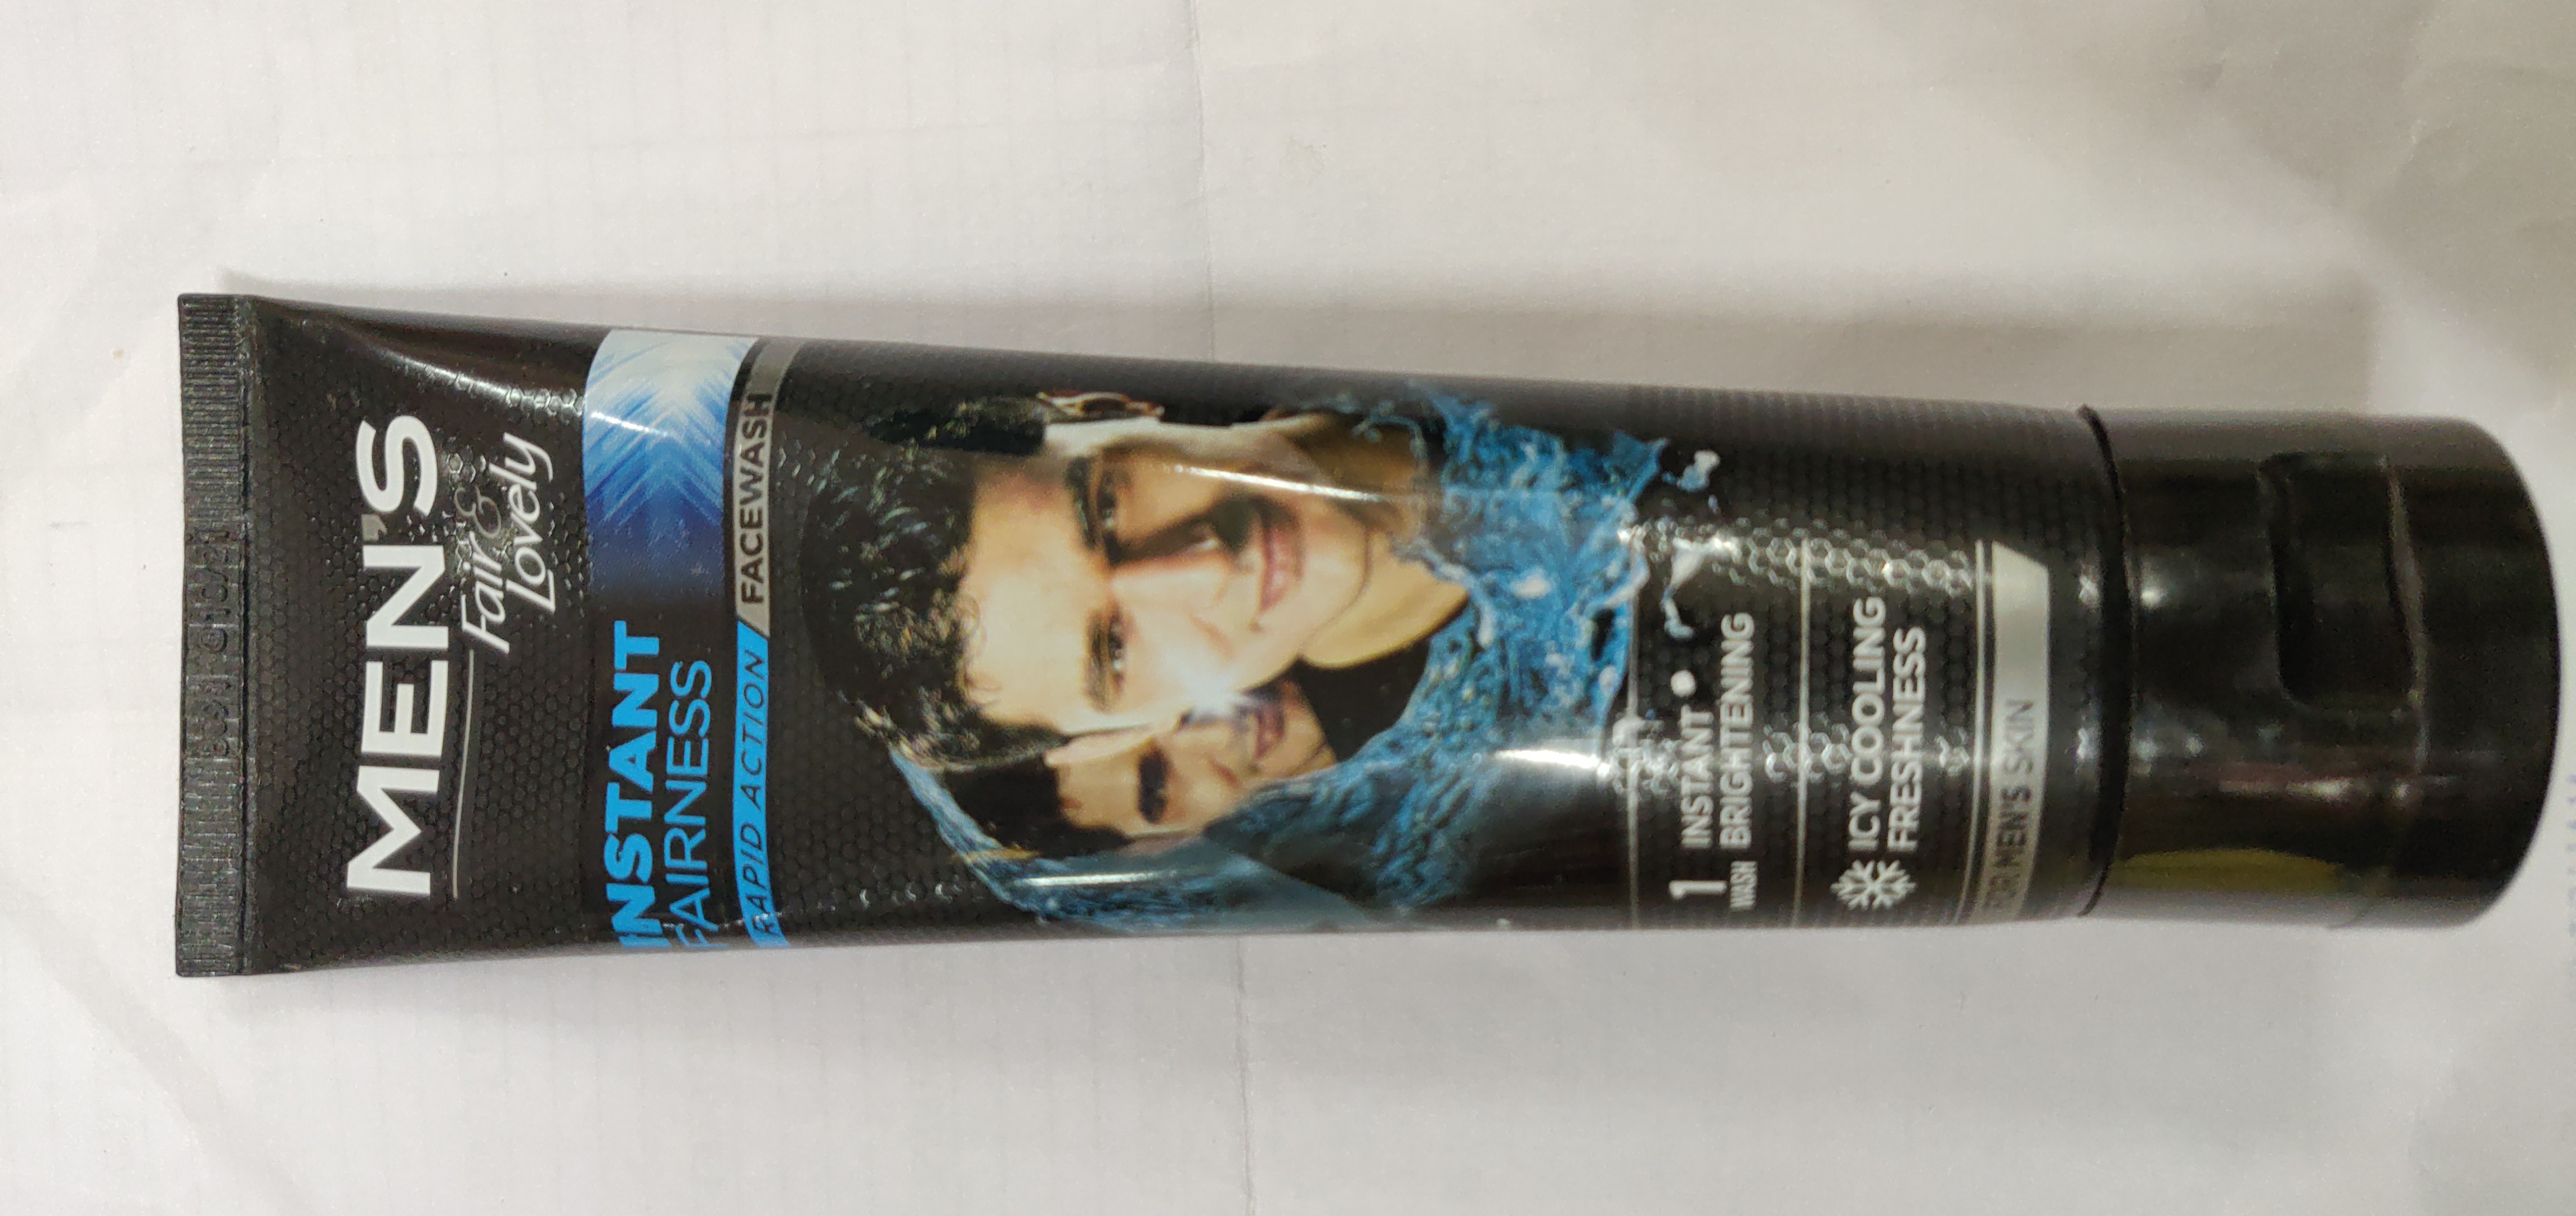 MEN'S
Fair &
Lovely
INSTANT
FAIRNESS
RAPID ACTION FACEWASH
1 INSTANT
WASH BRIGHTENING
ICY COOLING
FRESHNESS
FOR MEN'S SKIN